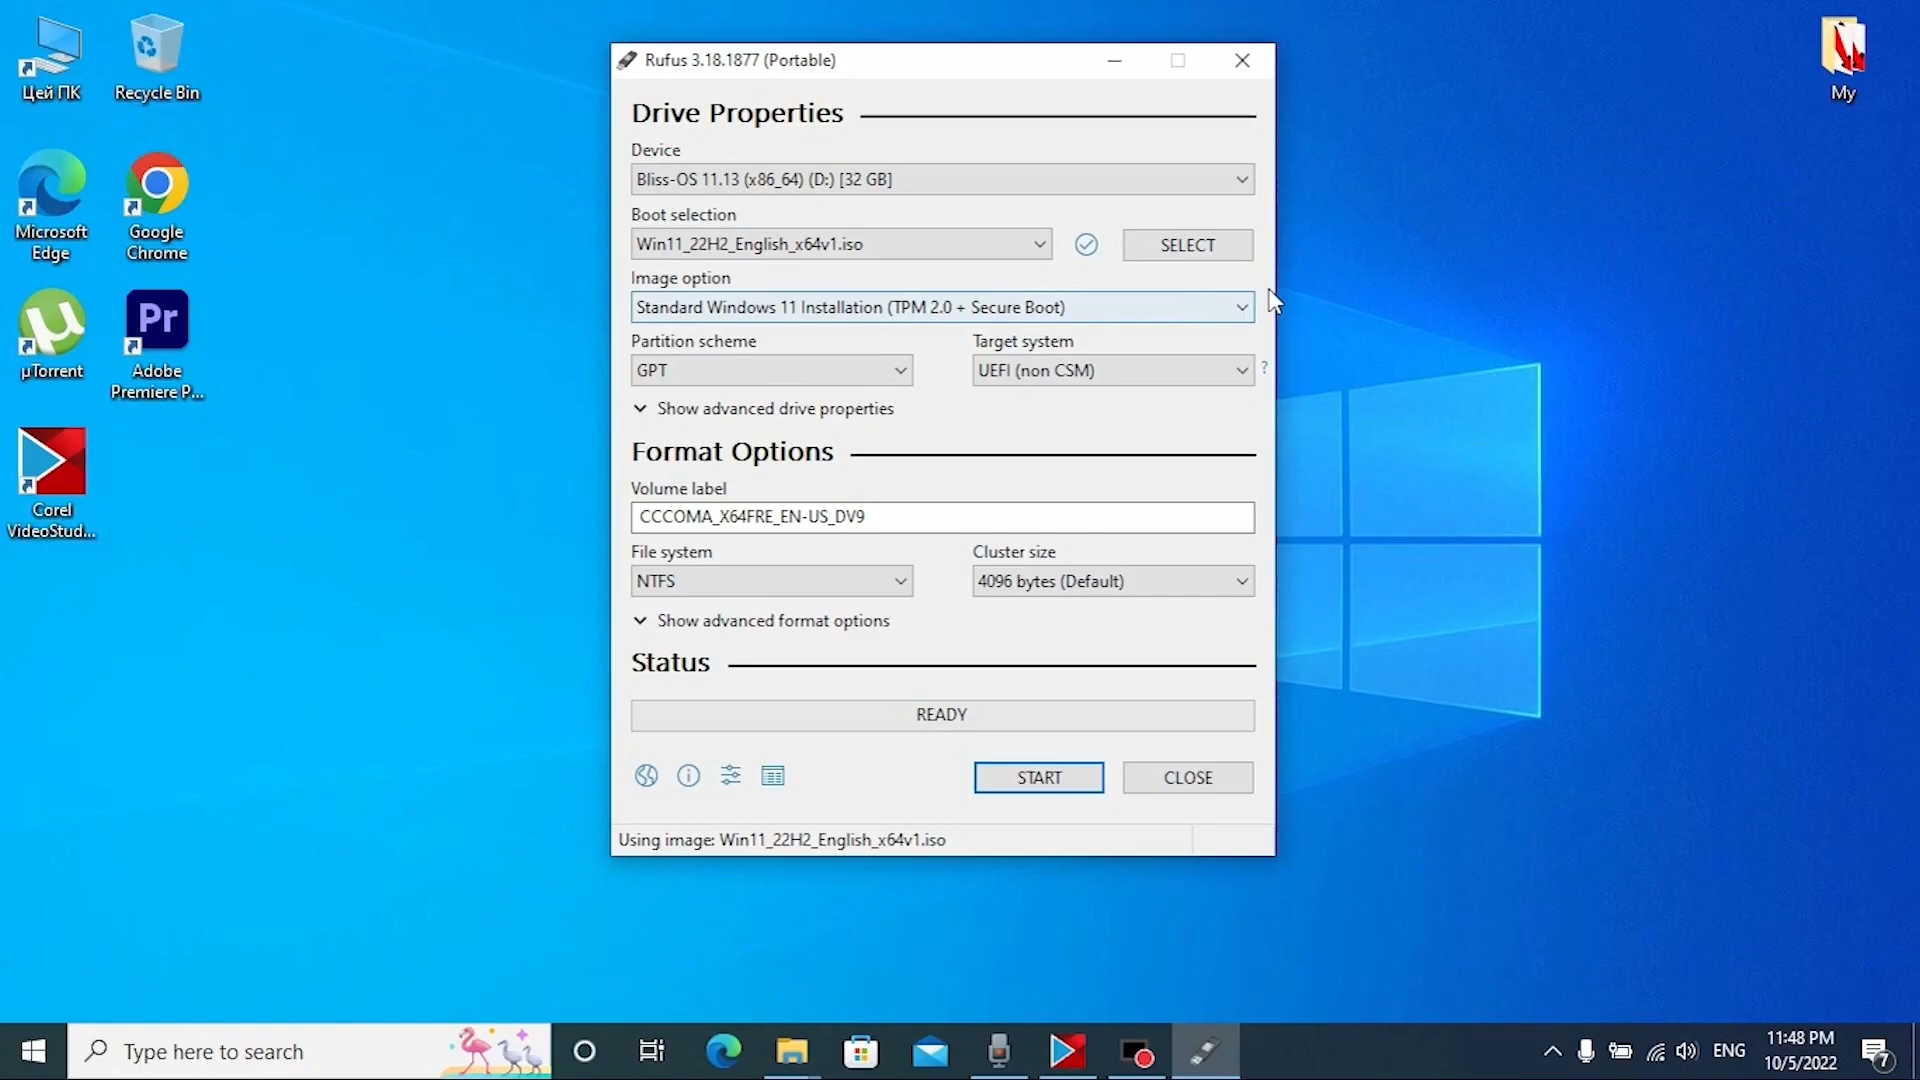 Цей ПК
Recycle Bin
Microsoft
Edge
Google
Chrome
µTorrent
Pr
Adobe
Premiere P...
Corel
VideoStud...
My
Rufus 3.18.1877 (Portable)
Drive Properties
Device
Bliss-OS 11.13 (x86_64) (D:) [32 GB]
Boot selection
Win11_22H2_English_x64v1.iso
SELECT
Image option
Standard Windows 11 Installation (TPM 2.0 + Secure Boot)
Partition scheme
Target system
GPT
UEFI (non CSM)
?
Show advanced drive properties
Format Options
Volume label
CCCOMA_X64FRE_EN-US_DV9
File system
Cluster size
NTFS
4096 bytes (Default)
Show advanced format options
Status
READY
START
CLOSE
Using image: Win11_22H2_English_x64v1.iso
Type here to search
ENG
11:48 PM
10/5/2022
7